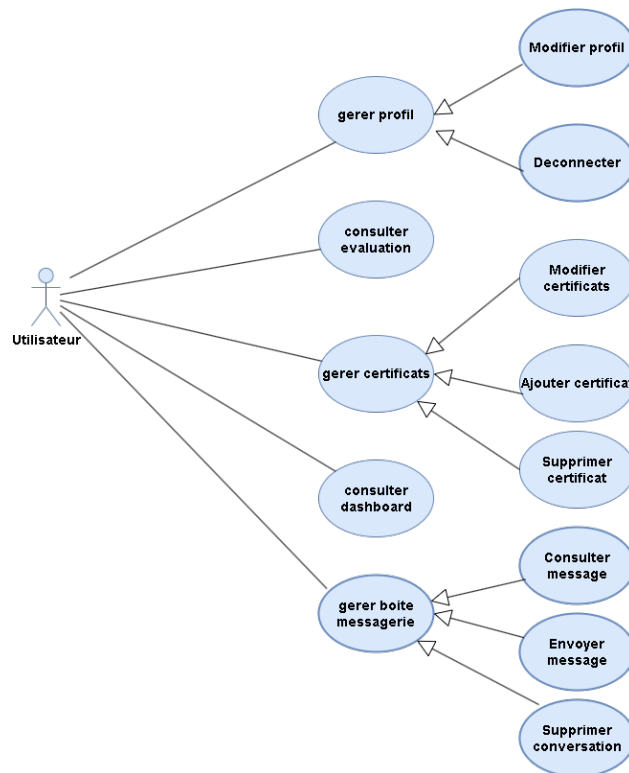 Modifier profil
gerer profil
Deconnecter
consulter
evaluation
Modifier
certificats
Utilisateur
gerer certificats
Ajouter certificat
Supprimer
certificat
consulter
dashboard
Consulter
message
gerer boite
messagerie
Envoyer
message
Supprimer
conversation